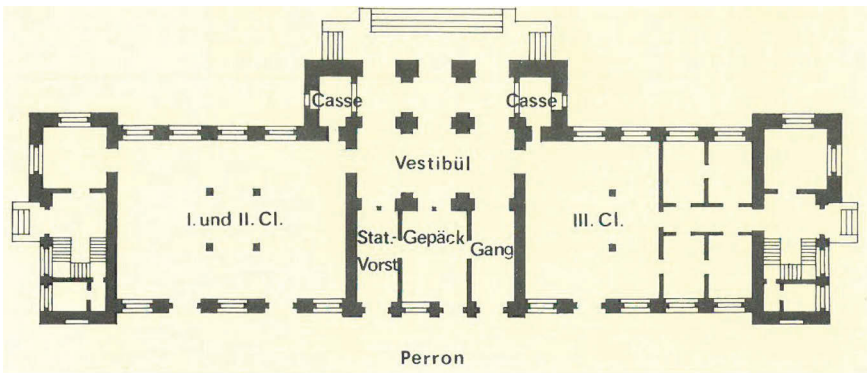 Casse
Casse
Vestibül
I. und II. Cl.
III. Cl.
Stat.-
Vorst
Gepäck
Gang
Perron